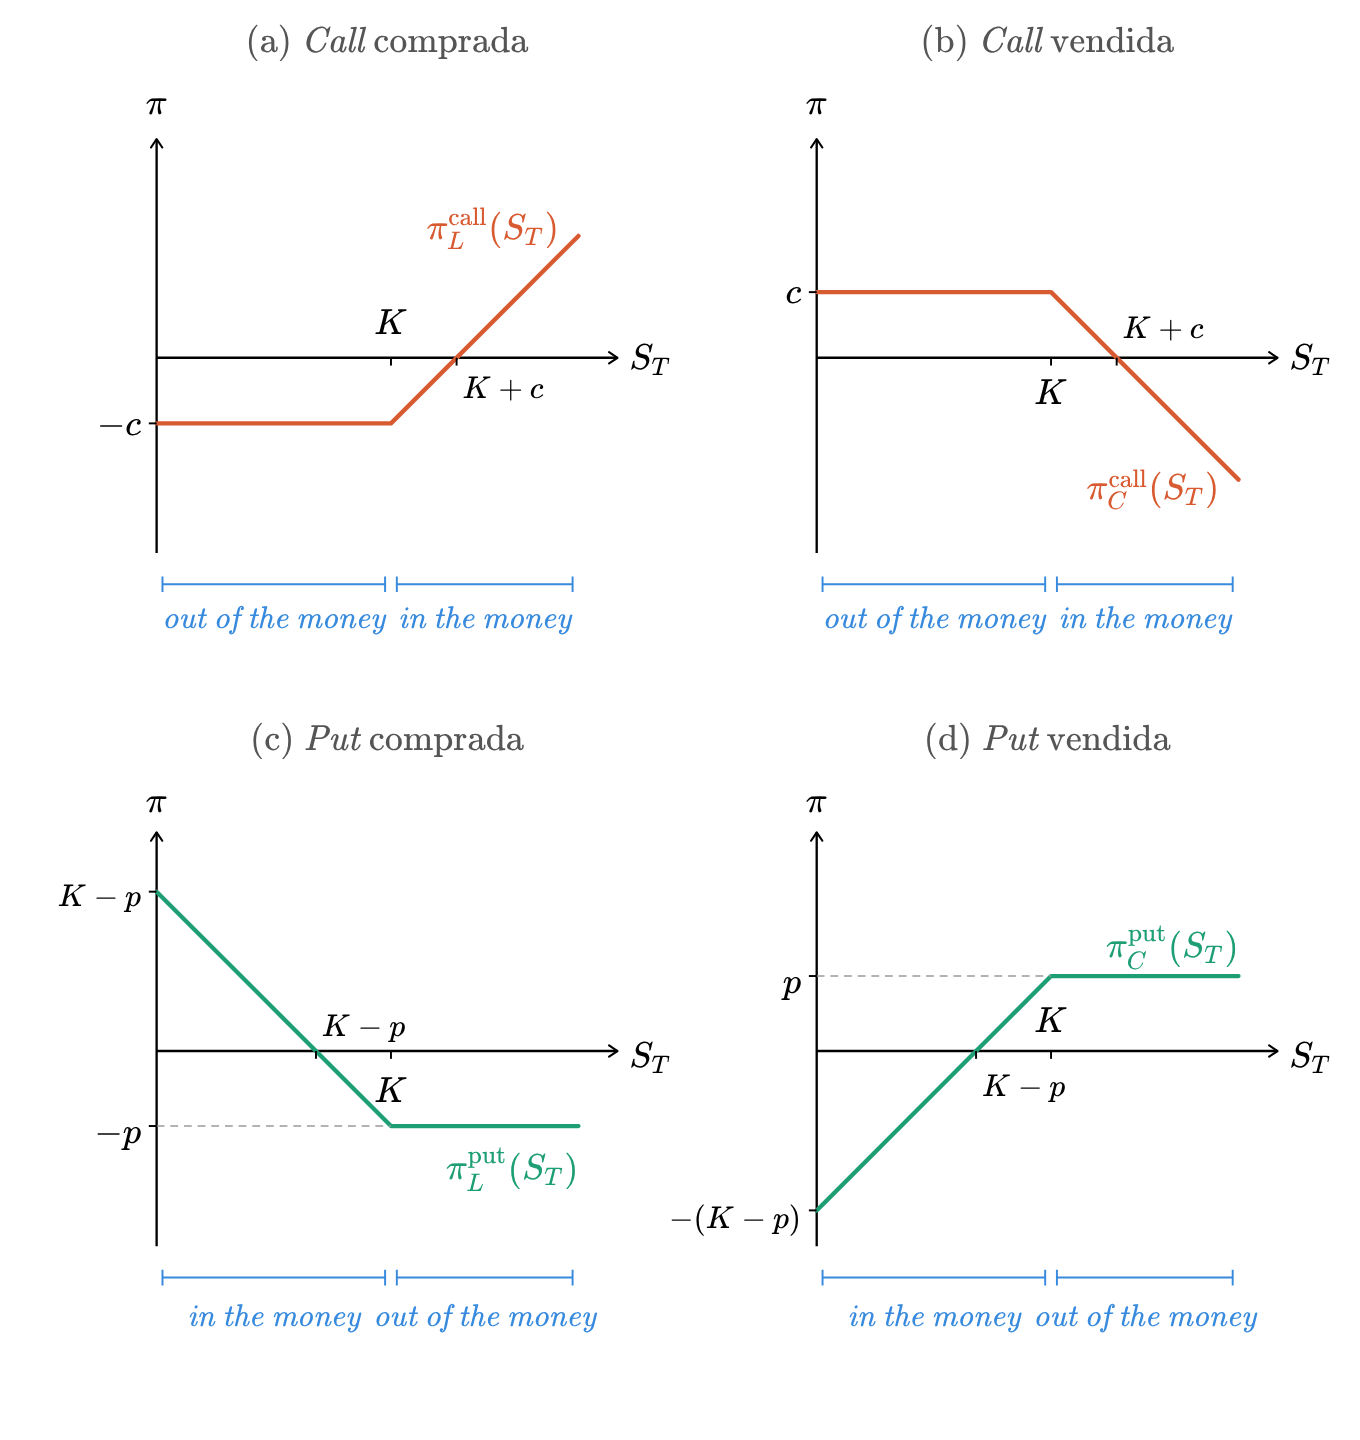 (a) Call comprada
π
π_L^call(S_T)
K
S_T
K + c
−c
out of the money
in the money
(b) Call vendida
π
c
K + c
S_T
K
π_C^call(S_T)
out of the money
in the money
(c) Put comprada
π
K − p
K − p
S_T
K
−p
π_L^put(S_T)
in the money
out of the money
(d) Put vendida
π
π_C^put(S_T)
p
K
S_T
K − p
−(K − p)
in the money
out of the money